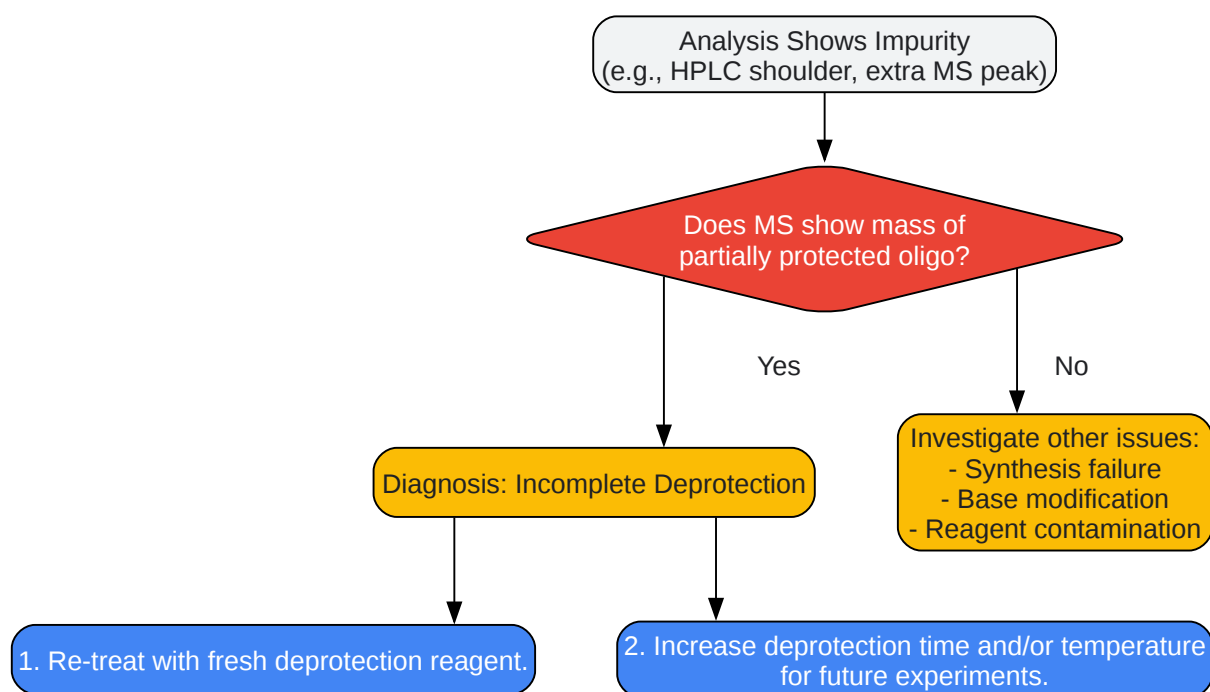 Analysis Shows Impurity
(e.g., HPLC shoulder, extra MS peak)
Does MS show mass of
partially protected oligo?
Yes
No
Investigate other issues:
- Synthesis failure
- Base modification
- Reagent contamination
Diagnosis: Incomplete Deprotection
1. Re-treat with fresh deprotection reagent.
2. Increase deprotection time and/or temperature
for future experiments.